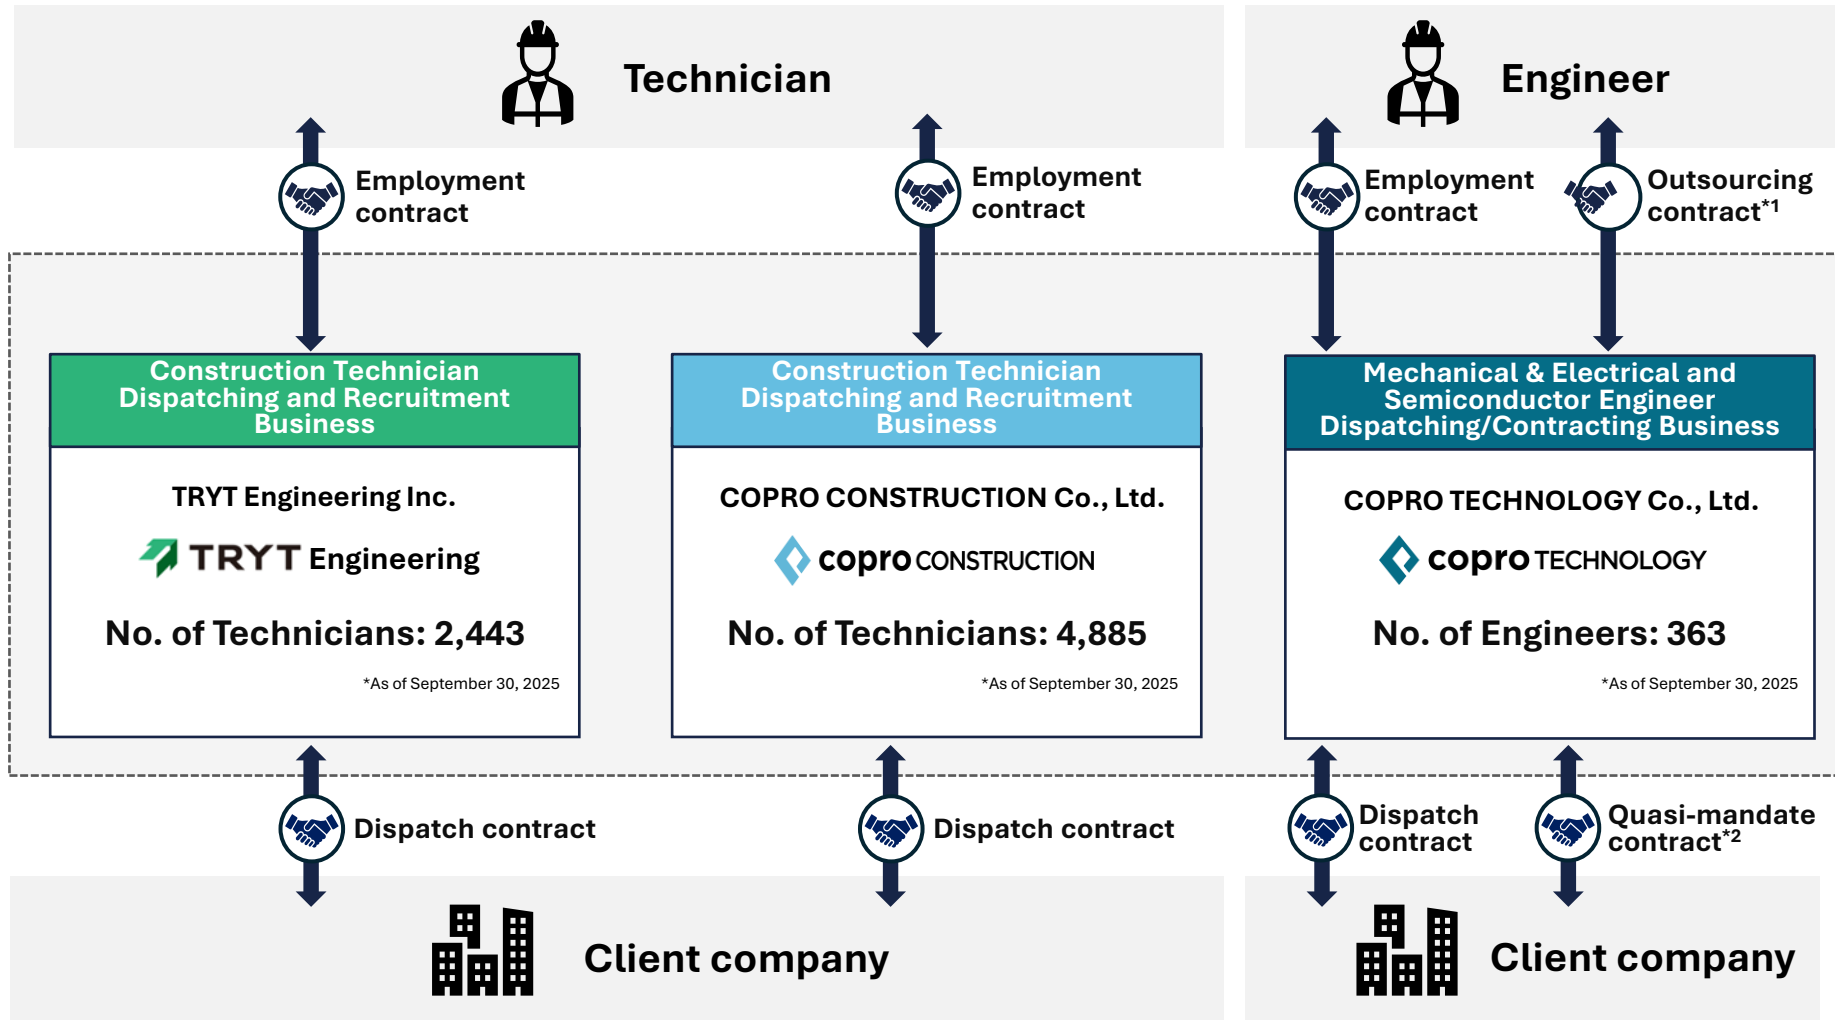 Technician
Engineer
Employment
contract
Employment
contract
Employment
contract
Outsourcing
contract*1
Construction Technician
Dispatching and Recruitment
Business
TRYT Engineering Inc.
TRYT Engineering
No. of Technicians: 2,443
*As of September 30, 2025
Construction Technician
Dispatching and Recruitment
Business
COPRO CONSTRUCTION Co., Ltd.
copro CONSTRUCTION
No. of Technicians: 4,885
*As of September 30, 2025
Mechanical & Electrical and
Semiconductor Engineer
Dispatching/Contracting Business
COPRO TECHNOLOGY Co., Ltd.
copro TECHNOLOGY
No. of Engineers: 363
*As of September 30, 2025
Dispatch contract
Dispatch contract
Dispatch
contract
Quasi-mandate
contract*2
Client company
Client company